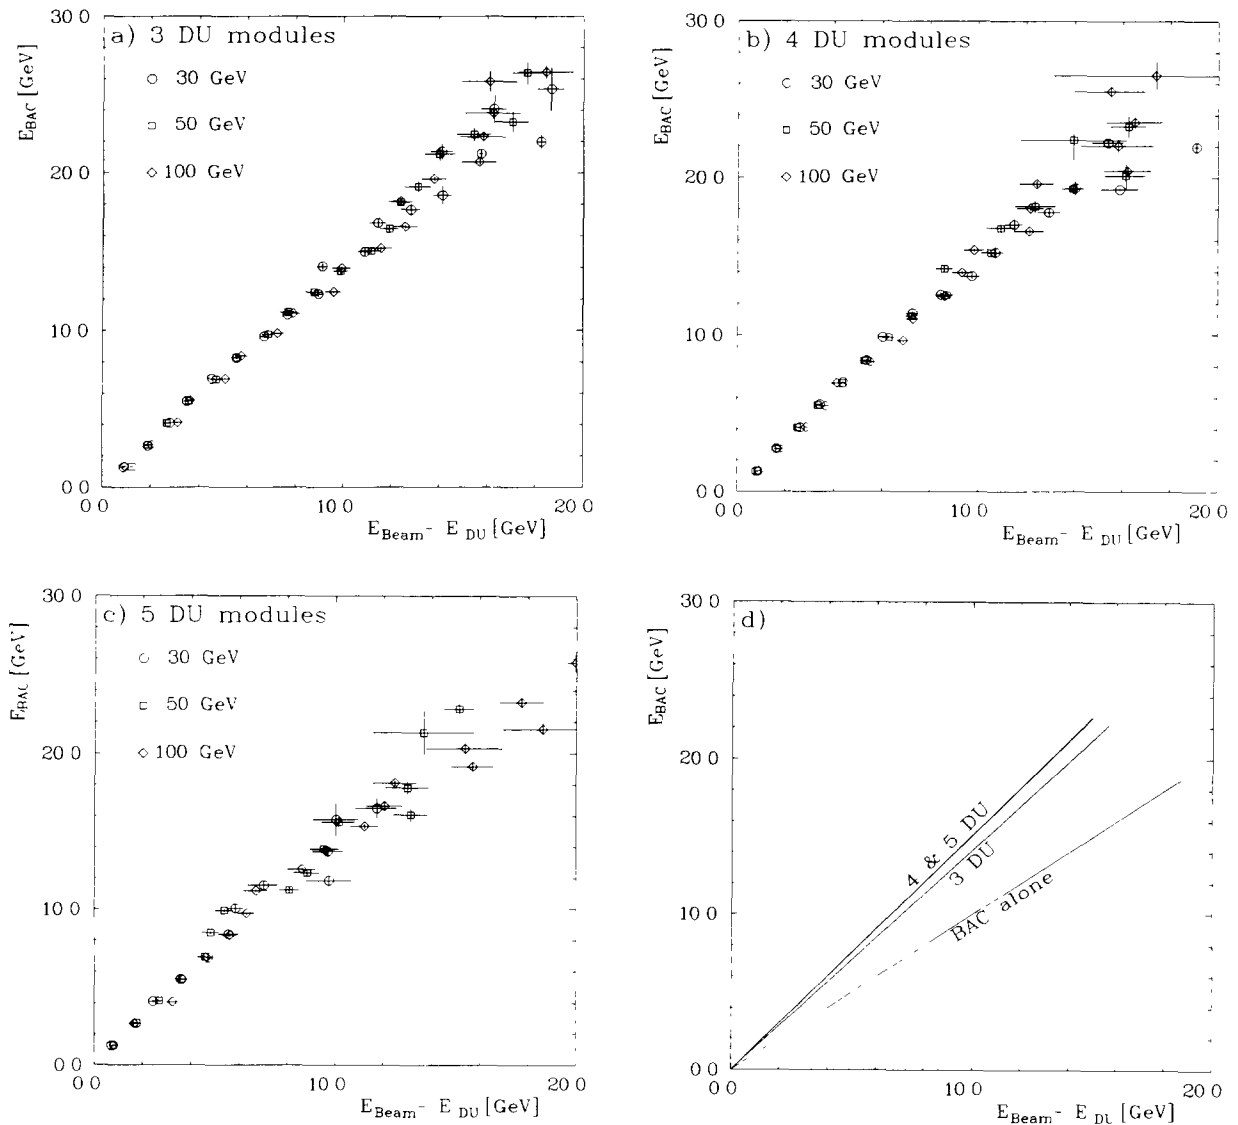 a) 3 DU modules
30 GeV
50 GeV
100 GeV
E_BAC [GeV]
30 0
20 0
10 0
0 0
0 0 10 0 20 0
E_Beam - E_DU [GeV]
b) 4 DU modules
30 GeV
50 GeV
100 GeV
E_BAC [GeV]
30 0
20 0
10 0
0 0
0 0 10 0 20 0
E_Beam - E_DU [GeV]
c) 5 DU modules
30 GeV
50 GeV
100 GeV
E_BAC [GeV]
30 0
20 0
10 0
0 0
0 0 10 0 20 0
E_Beam - E_DU [GeV]
d)
4 & 5 DU
3 DU
BAC alone
E_BAC [GeV]
30 0
20 0
10 0
0 0
0 0 10 0 20 0
E_Beam - E_DU [GeV]